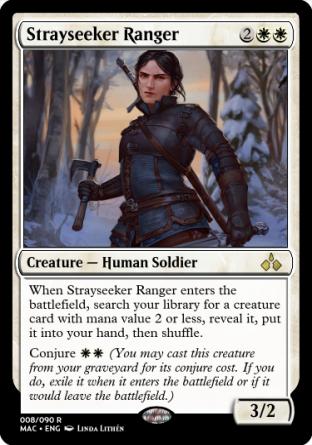 Strayseeker Ranger 2
Creature — Human Soldier
When Strayseeker Ranger enters the
battlefield, search your library for a creature
card with mana value 2 or less, reveal it, put
it into your hand, then shuffle.
Conjure (You may cast this creature
from your graveyard for its conjure cost. If you
do, exile it when it enters the battlefield or if it
would leave the battlefield.)
3/2
008/090 R
MAC • ENG Linda Lithén